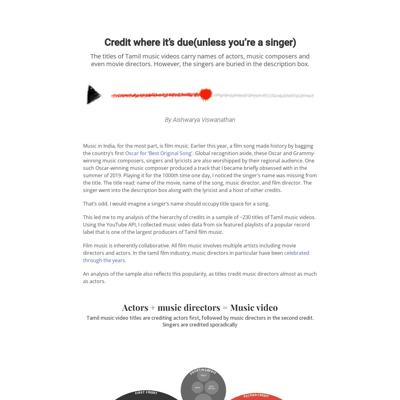 Credit where it's due(unless you're a singer)
The titles of Tamil music videos carry names of actors, music composers and
even movie directors. However, the singers are buried in the description box.
By Aishwarya Viswanathan
Music in India, for the most part, is film music. Earlier this year, a film song made history by bagging
the country's first Oscar for 'Best Original Song'. Global recognition aside, these Oscar and Grammy-
winning music composers, singers and lyricists are also worshipped by their regional audience. One
such Oscar-winning music composer produced a track that I became briefly obsessed with in the
summer of 2019. Playing it for the 1000th time one day, I noticed the singer's name was missing from
the title. The title read: name of the movie, name of the song, music director, and film director. The
singer went into the description box along with the lyricist and a host of other credits.
That's odd. I would imagine a singer's name should occupy title space for a song.
This led me to my analysis of the hierarchy of credits in a sample of ~230 titles of Tamil music videos.
Using the YouTube API, I collected music video data from six featured playlists of a popular record
label that is one of the largest producers of Tamil film music.
Film music is inherently collaborative. All film music involves multiple artists including movie
directors and actors. In the tamil film industry, music directors in particular have been celebrated
through the years.
An analysis of the sample also reflects this popularity, as titles credit music directors almost as much
as actors.
Actors + music directors = Music video
Tamil music video titles are crediting actors first, followed by music directors in the second credit.
Singers are credited sporadically
FIRST CREDIT
SECOND CREDIT